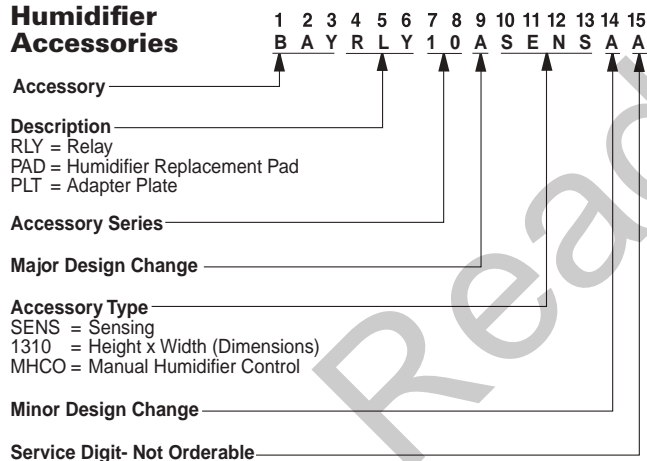 Humidifier
Accessories
1 2 3 4 5 6 7 8 9 10 11 12 13 14 15
B A Y R L Y 1 0 A S E N S A A
Accessory
Description
RLY = Relay
PAD = Humidifier Replacement Pad
PLT = Adapter Plate
Accessory Series
Major Design Change
Accessory Type
SENS = Sensing
1310 = Height x Width (Dimensions)
MHCO = Manual Humidifier Control
Minor Design Change
Service Digit- Not Orderable
Read